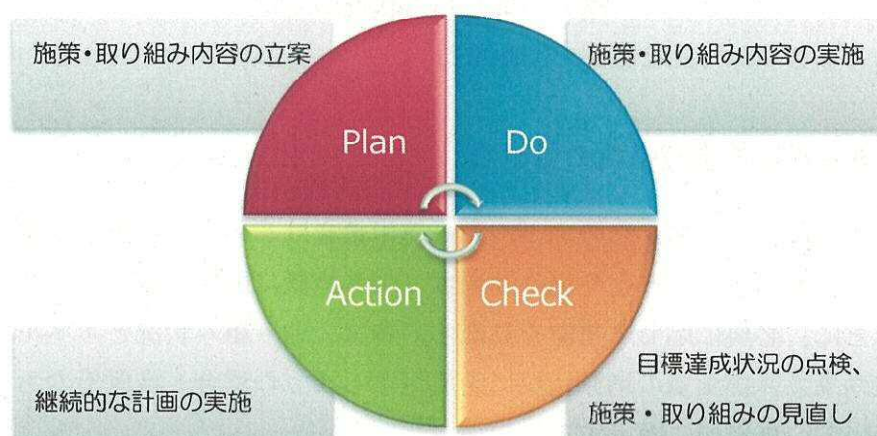 施策・取り組み内容の立案
施策・取り組み内容の実施
Plan
Do
Action
Check
継続的な計画の実施
目標達成状況の点検、
施策・取り組みの見直し